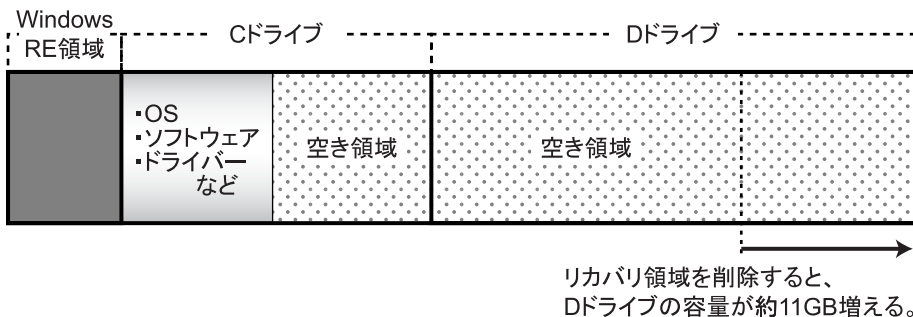 Windows
RE領域
Cドライブ
Dドライブ
▪OS
▪ソフトウェア
▪ドライバー
など
空き領域
空き領域
リカバリ領域を削除すると、
Dドライブの容量が約11GB増える。